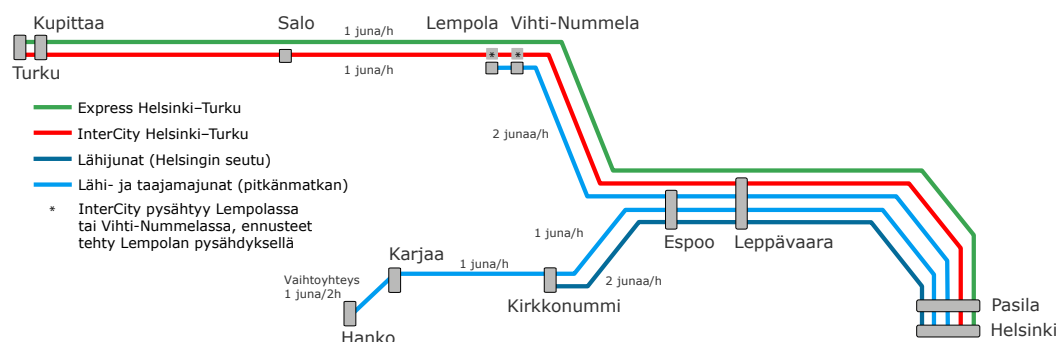 Kupittaa
Salo
Lempola
Vihti-Nummela
1 juna/h
*
*
Turku
1 juna/h
Express Helsinki–Turku
InterCity Helsinki–Turku
2 junaa/h
Lähijunat (Helsingin seutu)
Lähi- ja taajamajunat (pitkänmatkan)
* InterCity pysähtyy Lempolassa
tai Vihti-Nummelassa, ennusteet
tehty Lempolan pysähdyksellä
1 juna/h
Espoo
Leppävaara
Karjaa
1 juna/h
Vaihtoyhteys
1 juna/2h
2 junaa/h
Kirkkonummi
Hanko
Pasila
Helsinki